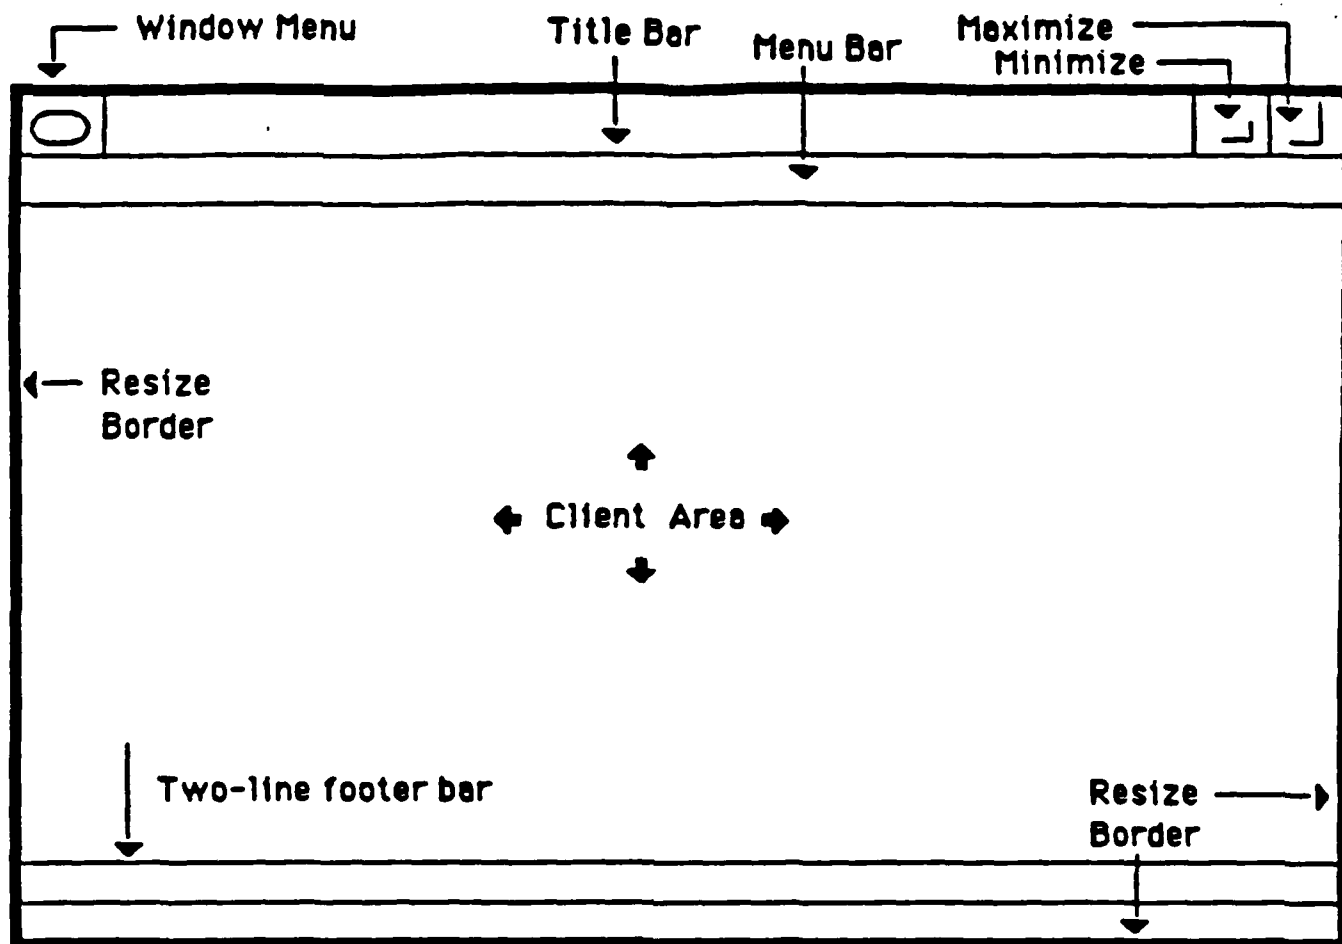 Window Menu
Title Bar
Menu Bar
Maximize
Minimize
Resize
Border
Client Area
Two-line footer bar
Resize
Border